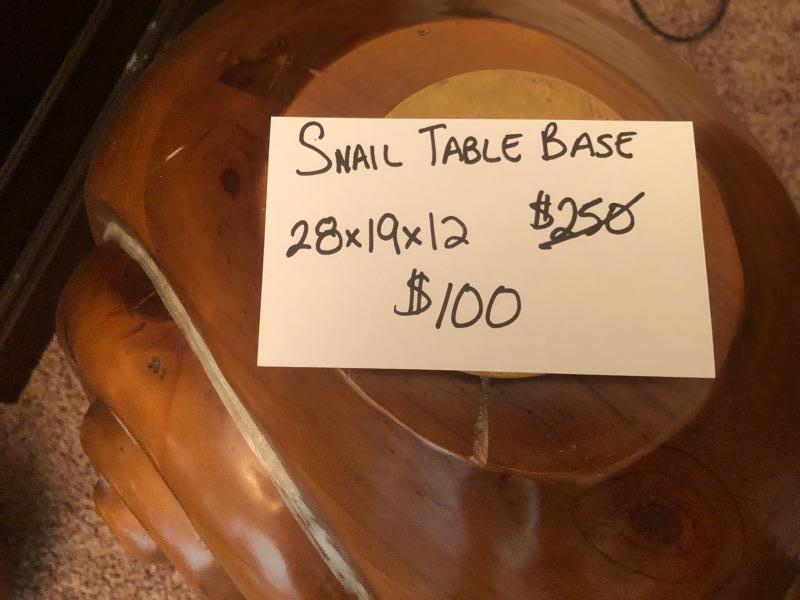 SNAIL TABLE BASE
28x19x12 $250
$100